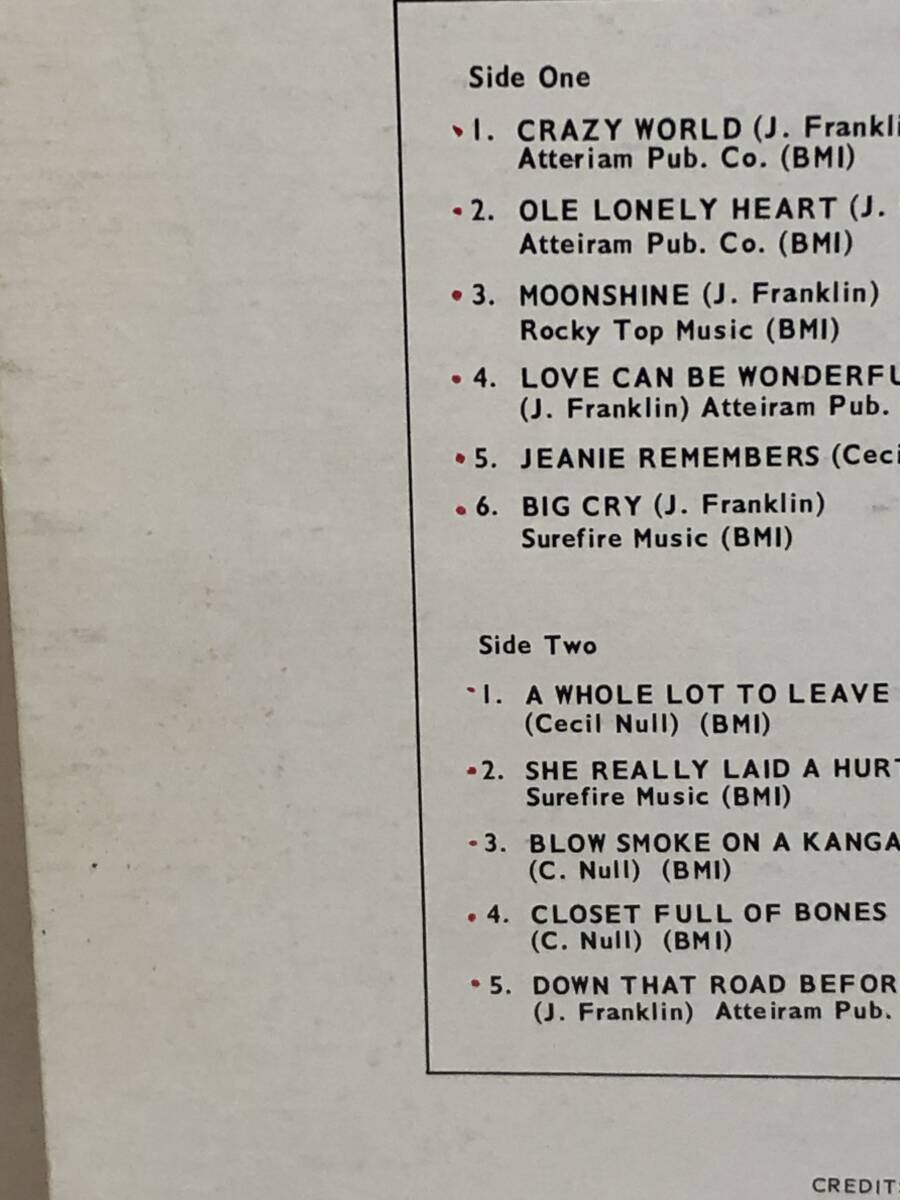 Side One
1. CRAZY WORLD (J. Frankli
Atteriam Pub. Co. (BMI)
2. OLE LONELY HEART (J.
Atteiram Pub. Co. (BMI)
3. MOONSHINE (J. Franklin)
Rocky Top Music (BMI)
4. LOVE CAN BE WONDERFU
(J. Franklin) Atteiram Pub.
5. JEANIE REMEMBERS (Ceci
6. BIG CRY (J. Franklin)
Surefire Music (BMI)
Side Two
1. A WHOLE LOT TO LEAVE
(Cecil Null) (BMI)
2. SHE REALLY LAID A HURT
Surefire Music (BMI)
3. BLOW SMOKE ON A KANGA
(C. Null) (BMI)
4. CLOSET FULL OF BONES
(C. Null) (BMI)
5. DOWN THAT ROAD BEFOR
(J. Franklin) Atteiram Pub.
CREDIT